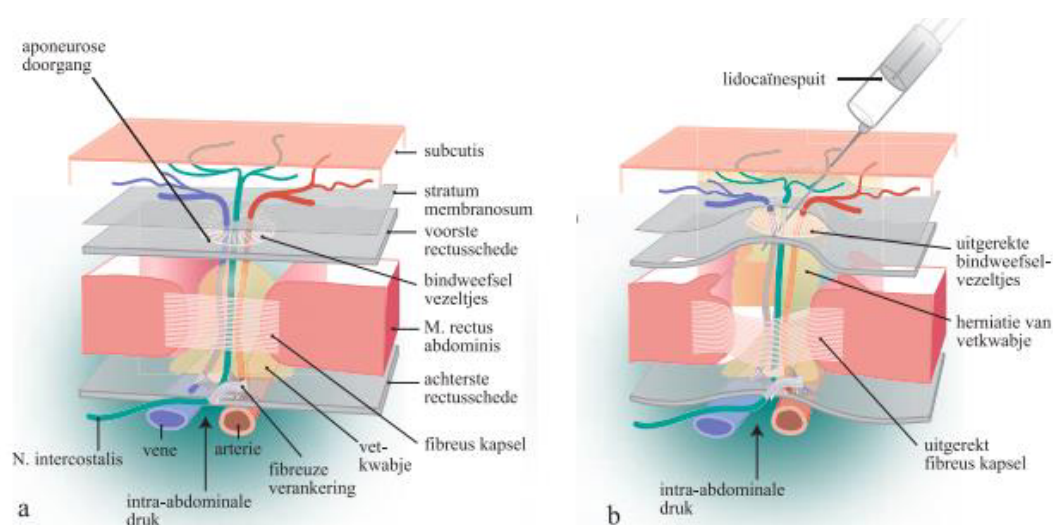 aponeurose
doorgang
subcutis
stratum
membranosum
voorste
rectusschede
bindweefsel
vezeltjes
M. rectus
abdominis
achterste
rectusschede
fibreus kapsel
vet-
kwabje
fibreuze
verankering
arterie
vene
N. intercostalis
intra-abdominale
druk
a
lidocaïnespuit
uitgerekte
bindweefsel-
vezeltjes
herniatie van
vetkwabje
uitgerekt
fibreus kapsel
intra-abdominale
druk
b